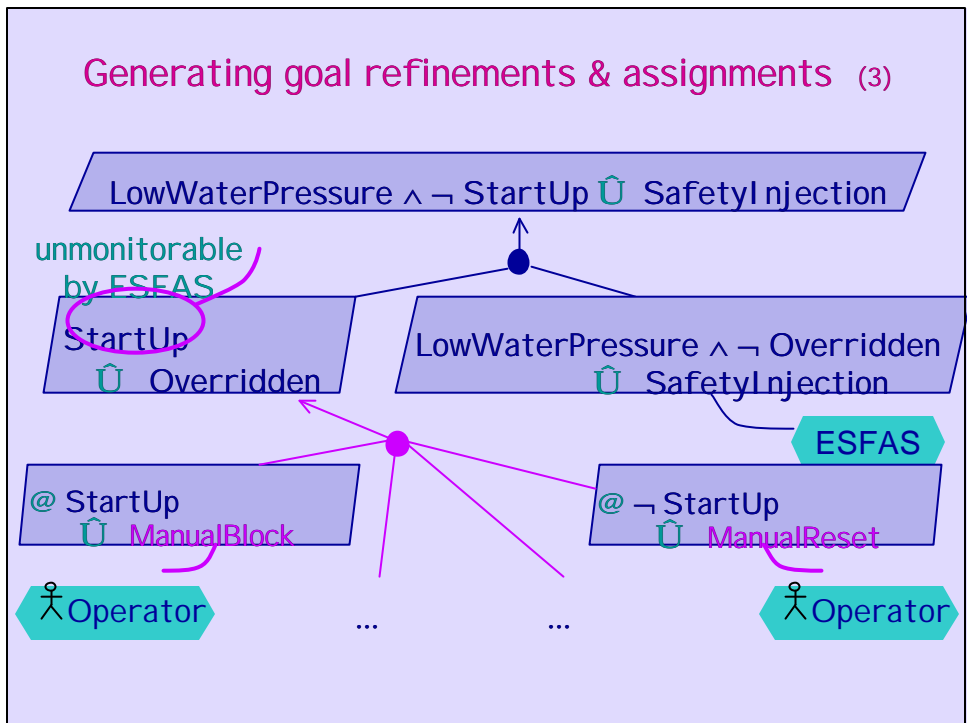 Generating goal refinements & assignments (3)
LowWaterPressure ∧ ¬ StartUp Û SafetyInjection
unmonitorable
by ESFAS
StartUp
Û Overridden
LowWaterPressure ∧ ¬ Overridden
Û SafetyInjection
ESFAS
@ StartUp
Û ManualBlock
@ ¬ StartUp
Û ManualReset
Operator
...
...
Operator